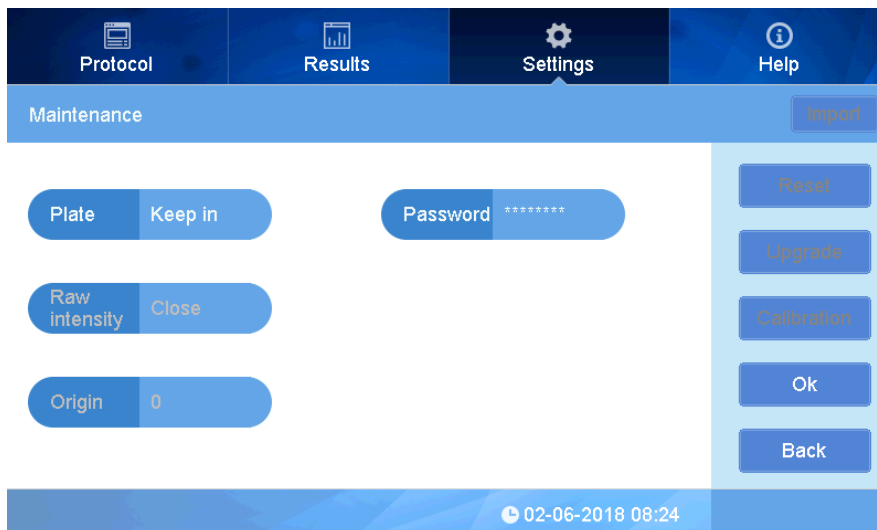 Protocol
Results
Settings
Help
Maintenance
Import
Plate
Keep in
Password
********
Reset
Upgrade
Raw
intensity
Close
Calibration
Origin
0
Ok
Back
02-06-2018 08:24